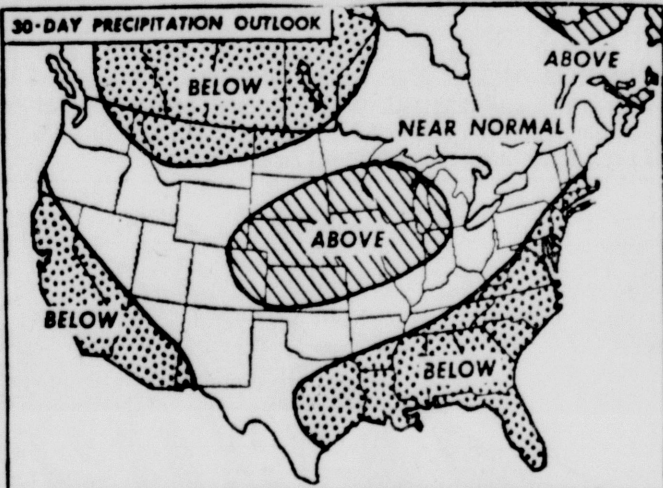 30-DAY PRECIPITATION OUTLOOK
ABOVE
BELOW
NEAR NORMAL
ABOVE
BELOW
BELOW